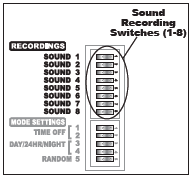 Sound
Recording
Switches (1-8)
RECORDINGS
SOUND 1
SOUND 2
SOUND 3
SOUND 4
SOUND 5
SOUND 6
SOUND 7
SOUND 8
MODE SETTINGS
TIME OFF 1
2
DAY/24HR/NIGHT 3
4
RANDOM 5